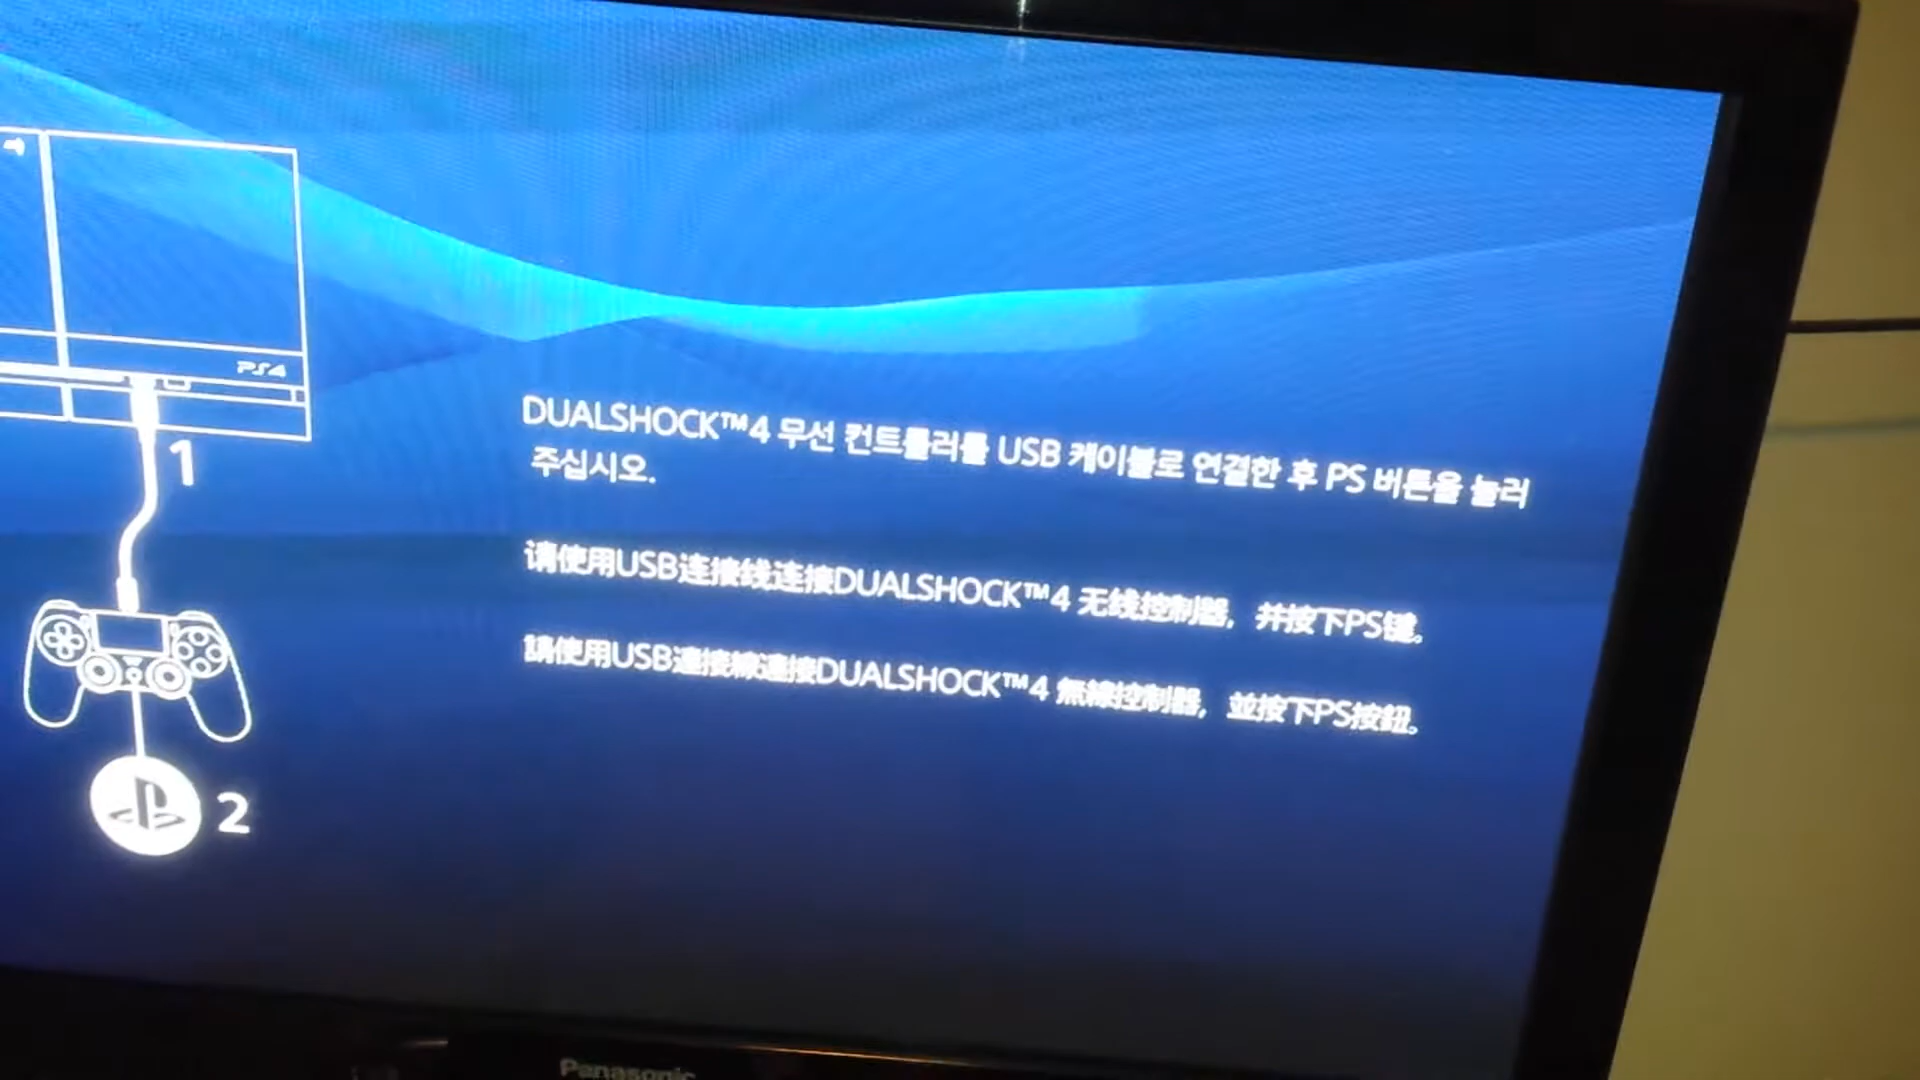 PS4
1
DUALSHOCK™4 무선 컨트롤러를 USB 케이블로 연결한 후 PS 버튼을 눌러
주십시오.
请使用USB连接线连接DUALSHOCK™4 无线控制器，并按下PS键。
請使用USB連接線連接DUALSHOCK™4 無線控制器，並按下PS按鈕。
2
Panasonic